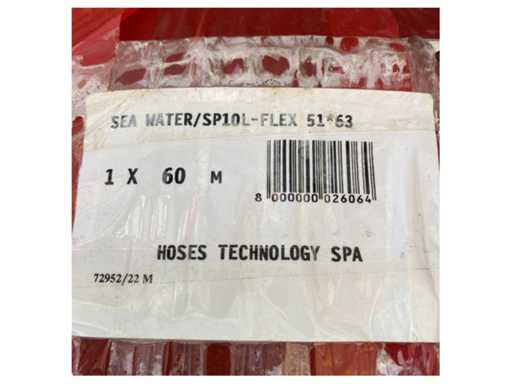 SEA WATER/SP10L-FLEX 51*63
1 X 60 M
8 000000 026064
HOSES TECHNOLOGY SPA
72952/22 M